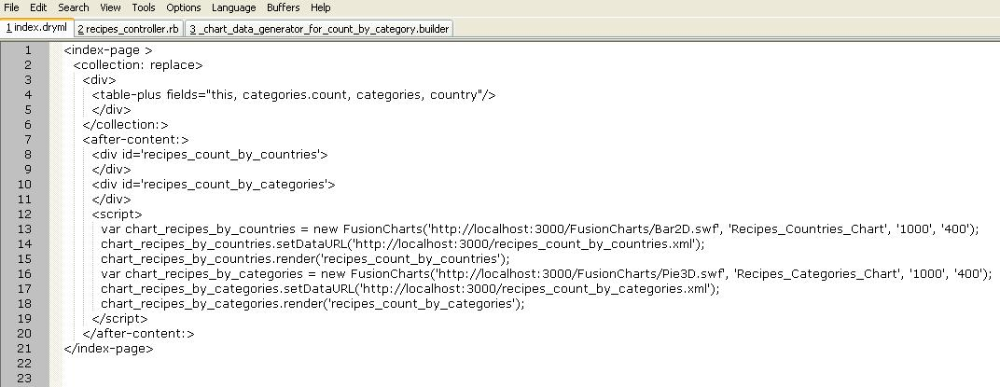 File Edit Search View Tools Options Language Buffers Help
1 index.dryml 2 recipes_controller.rb 3 _chart_data_generator_for_count_by_category.builder
1 <index-page >
2 <collection: replace>
3 <div>
4 <table-plus fields="this, categories.count, categories, country"/>
5 </div>
6 </collection:>
7 <after-content:>
8 <div id='recipes_count_by_countries'>
9 </div>
10 <div id='recipes_count_by_categories'>
11 </div>
12 <script>
13 var chart_recipes_by_countries = new FusionCharts('http://localhost:3000/FusionCharts/Bar2D.swf', 'Recipes_Countries_Chart', '1000', '400');
14 chart_recipes_by_countries.setDataURL('http://localhost:3000/recipes_count_by_countries.xml');
15 chart_recipes_by_countries.render('recipes_count_by_countries');
16 var chart_recipes_by_categories = new FusionCharts('http://localhost:3000/FusionCharts/Pie3D.swf', 'Recipes_Categories_Chart', '1000', '400');
17 chart_recipes_by_categories.setDataURL('http://localhost:3000/recipes_count_by_categories.xml');
18 chart_recipes_by_categories.render('recipes_count_by_categories');
19 </script>
20 </after-content:>
21 </index-page>
22
23